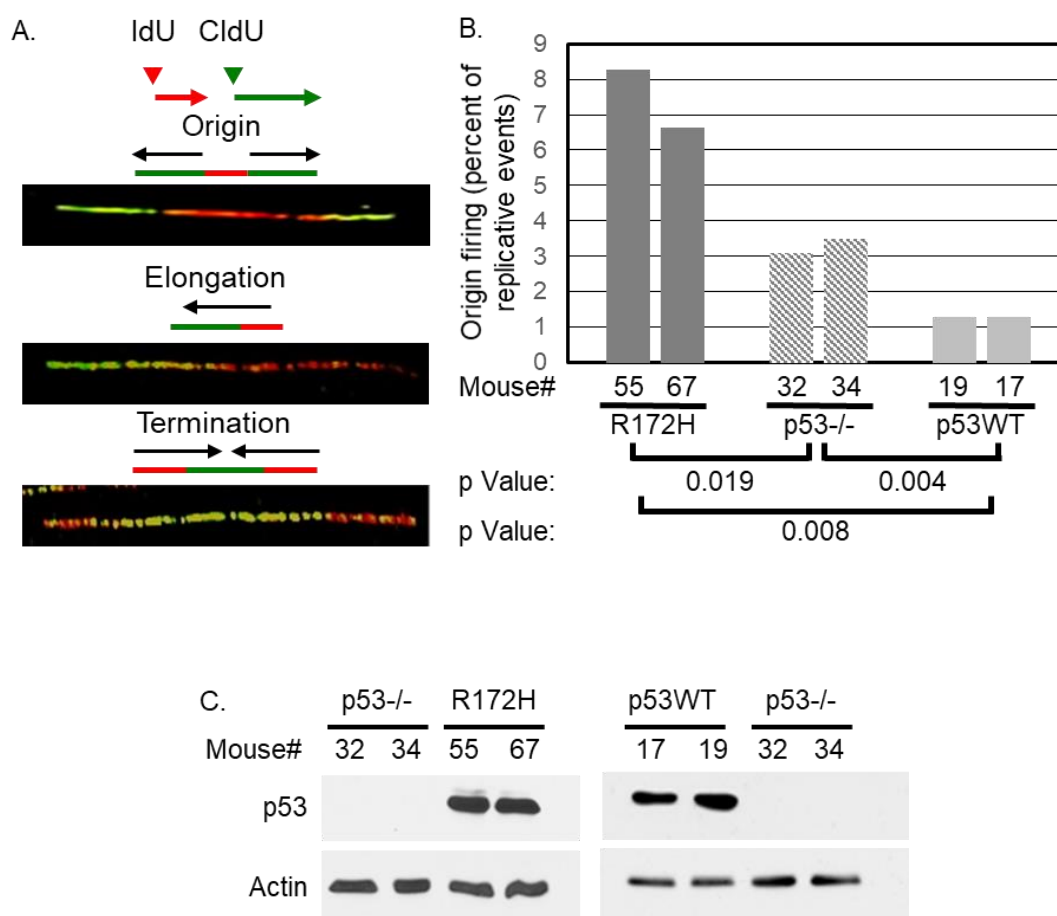 A.
IdU CldU
Origin
Elongation
Termination
B.
Origin firing (percent of
replicative events)
9
8
7
6
5
4
3
2
1
0
Mouse# 55 67 32 34 19 17
R172H p53-/- p53WT
p Value: 0.019 0.004
p Value: 0.008
C.
p53-/- R172H p53WT p53-/-
Mouse# 32 34 55 67 17 19 32 34
p53
Actin